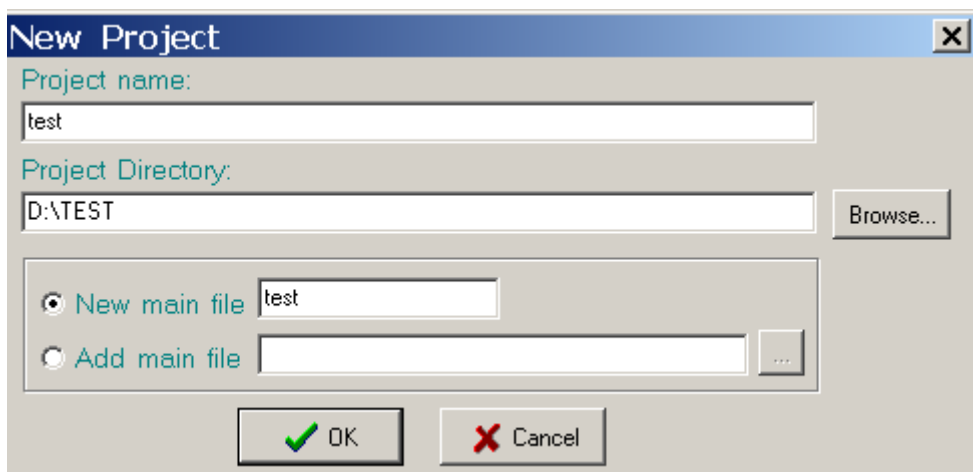 New Project
Project name:
test
Project Directory:
D:\TEST
Browse...
New main file test
Add main file ...
OK Cancel